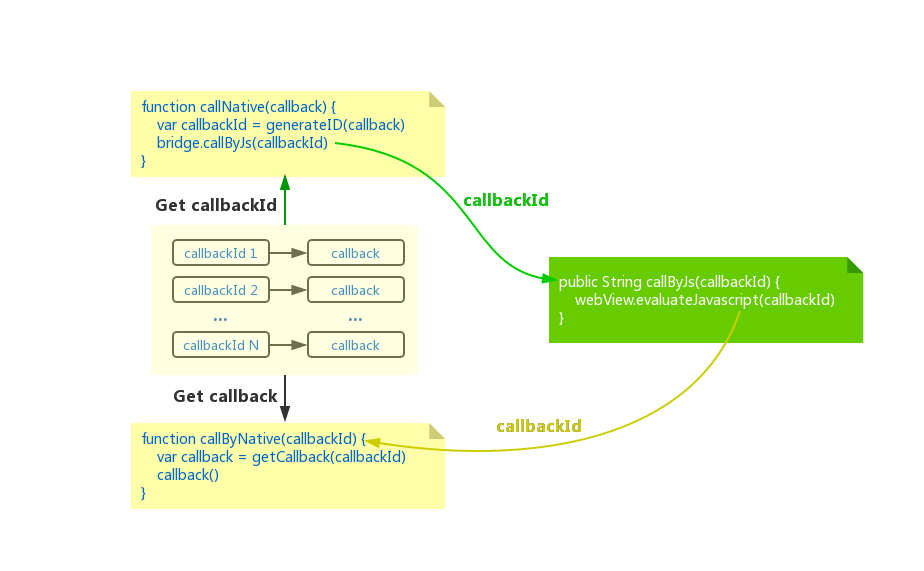 function callNative(callback) {
var callbackId = generateID(callback)
bridge.callByJs(callbackId)
}
Get callbackId
callbackId
callbackId 1
callback
callbackId 2
callback
...
...
callbackId N
callback
public String callByJs(callbackId) {
webView.evaluateJavascript(callbackId)
}
Get callback
callbackId
function callByNative(callbackId) {
var callback = getCallback(callbackId)
callback()
}